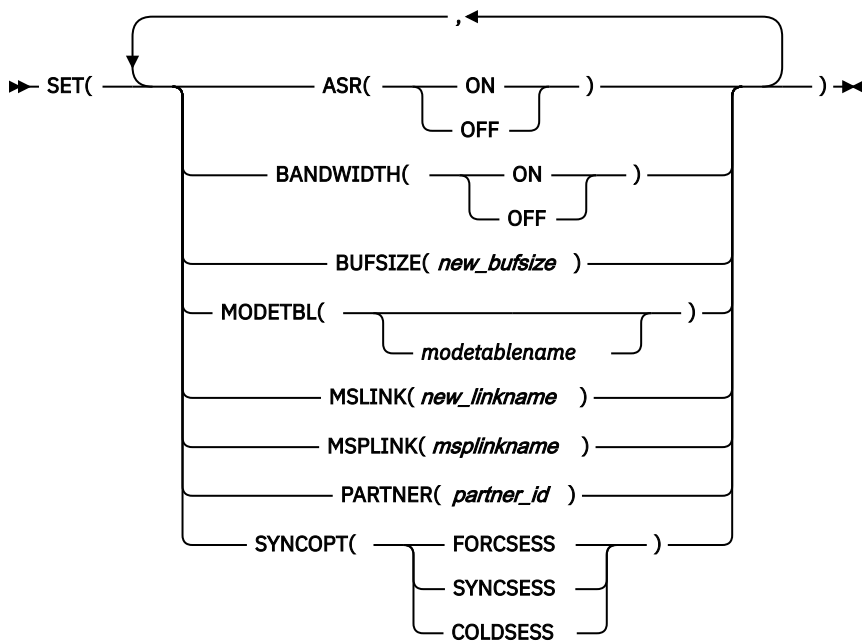 ,
SET( ASR( ON ) )
OFF
BANDWIDTH( ON )
OFF
BUFSIZE( new_bufsize )
MODETBL( )
modetablename
MSLINK( new_linkname )
MSPLINK( msplinkname )
PARTNER( partner_id )
SYNCOPT( FORCSESS )
SYNCSESS
COLDSESS